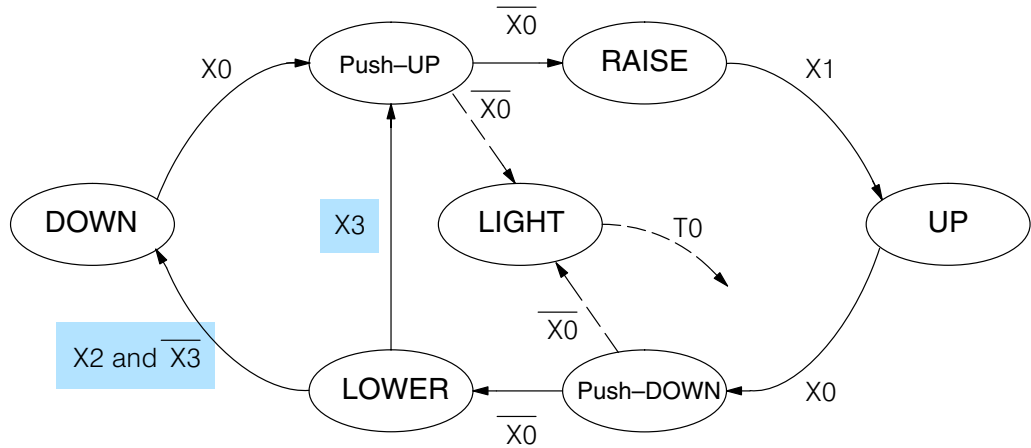 X̅0̅
Push–UP
RAISE
X0
X̅0̅
X1
DOWN
X3
LIGHT
T0
UP
X̅0̅
X2 and X̅3̅
LOWER
Push–DOWN
X0
X̅0̅